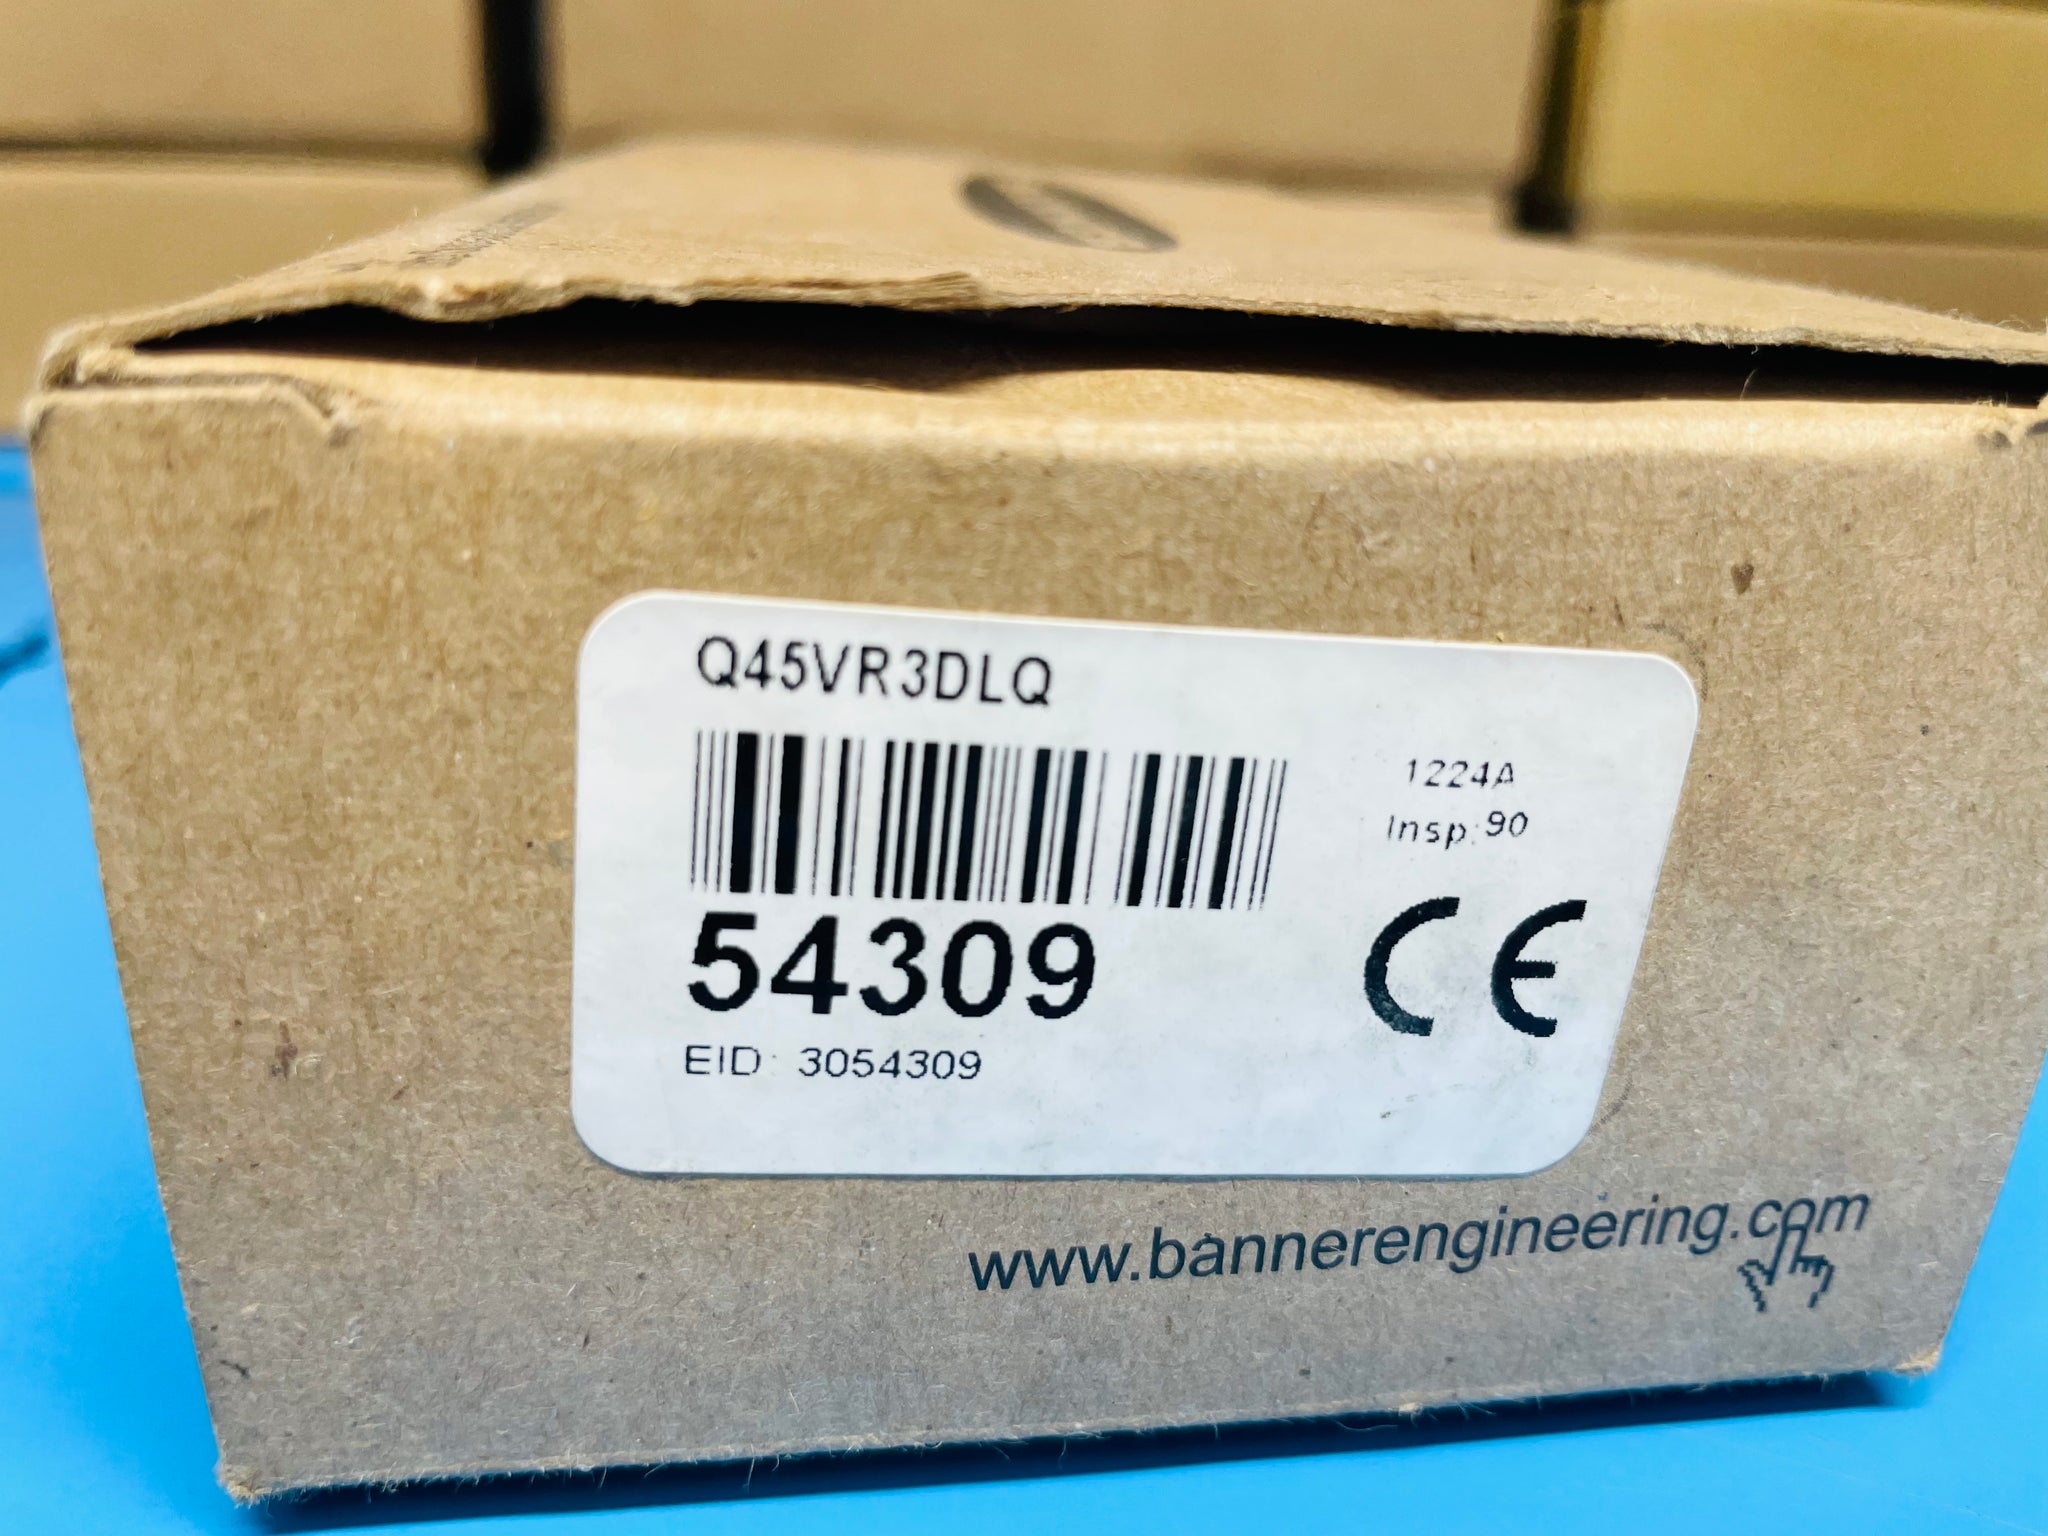 Q45VR3DLQ
1224A
Insp:90
54309
EID: 3054309
CE
www.bannerengineering.com